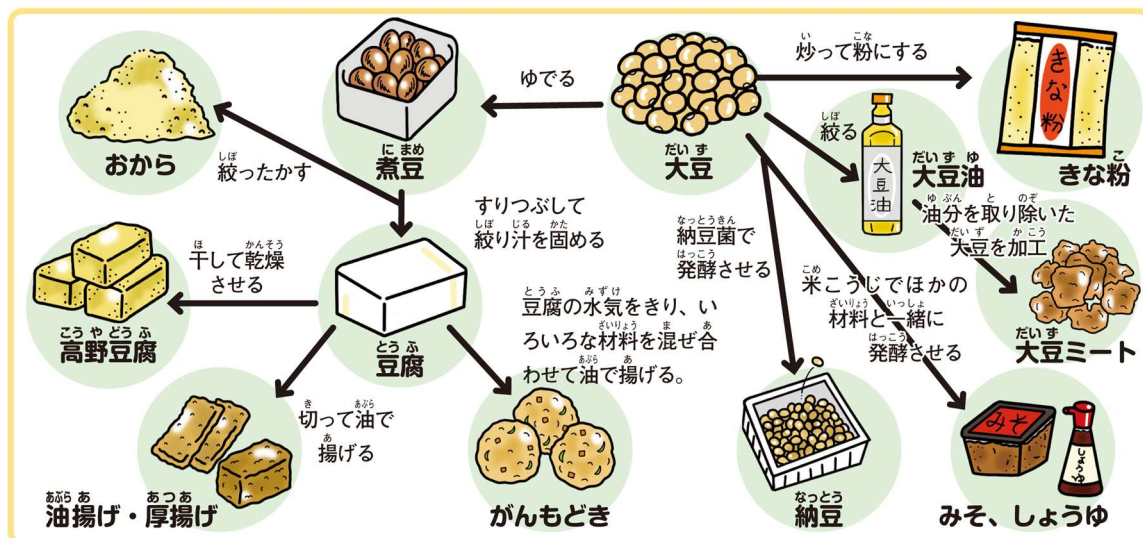 炒って粉にする
ゆでる
きな粉
絞る
大豆油
おから
絞ったかす
煮豆
大豆
大豆油
きな粉
すりつぶして
絞り汁を固める
納豆菌で
発酵させる
油分を取り除いた
大豆を加工
干して乾燥
させる
米こうじでほかの
材料と一緒に
発酵させる
豆腐の水気をきり、い
ろいろな材料を混ぜ合
わせて油で揚げる。
高野豆腐
豆腐
大豆ミート
切って油で
揚げる
みそ
しょうゆ
油揚げ・厚揚げ
がんもどき
納豆
みそ、しょうゆ